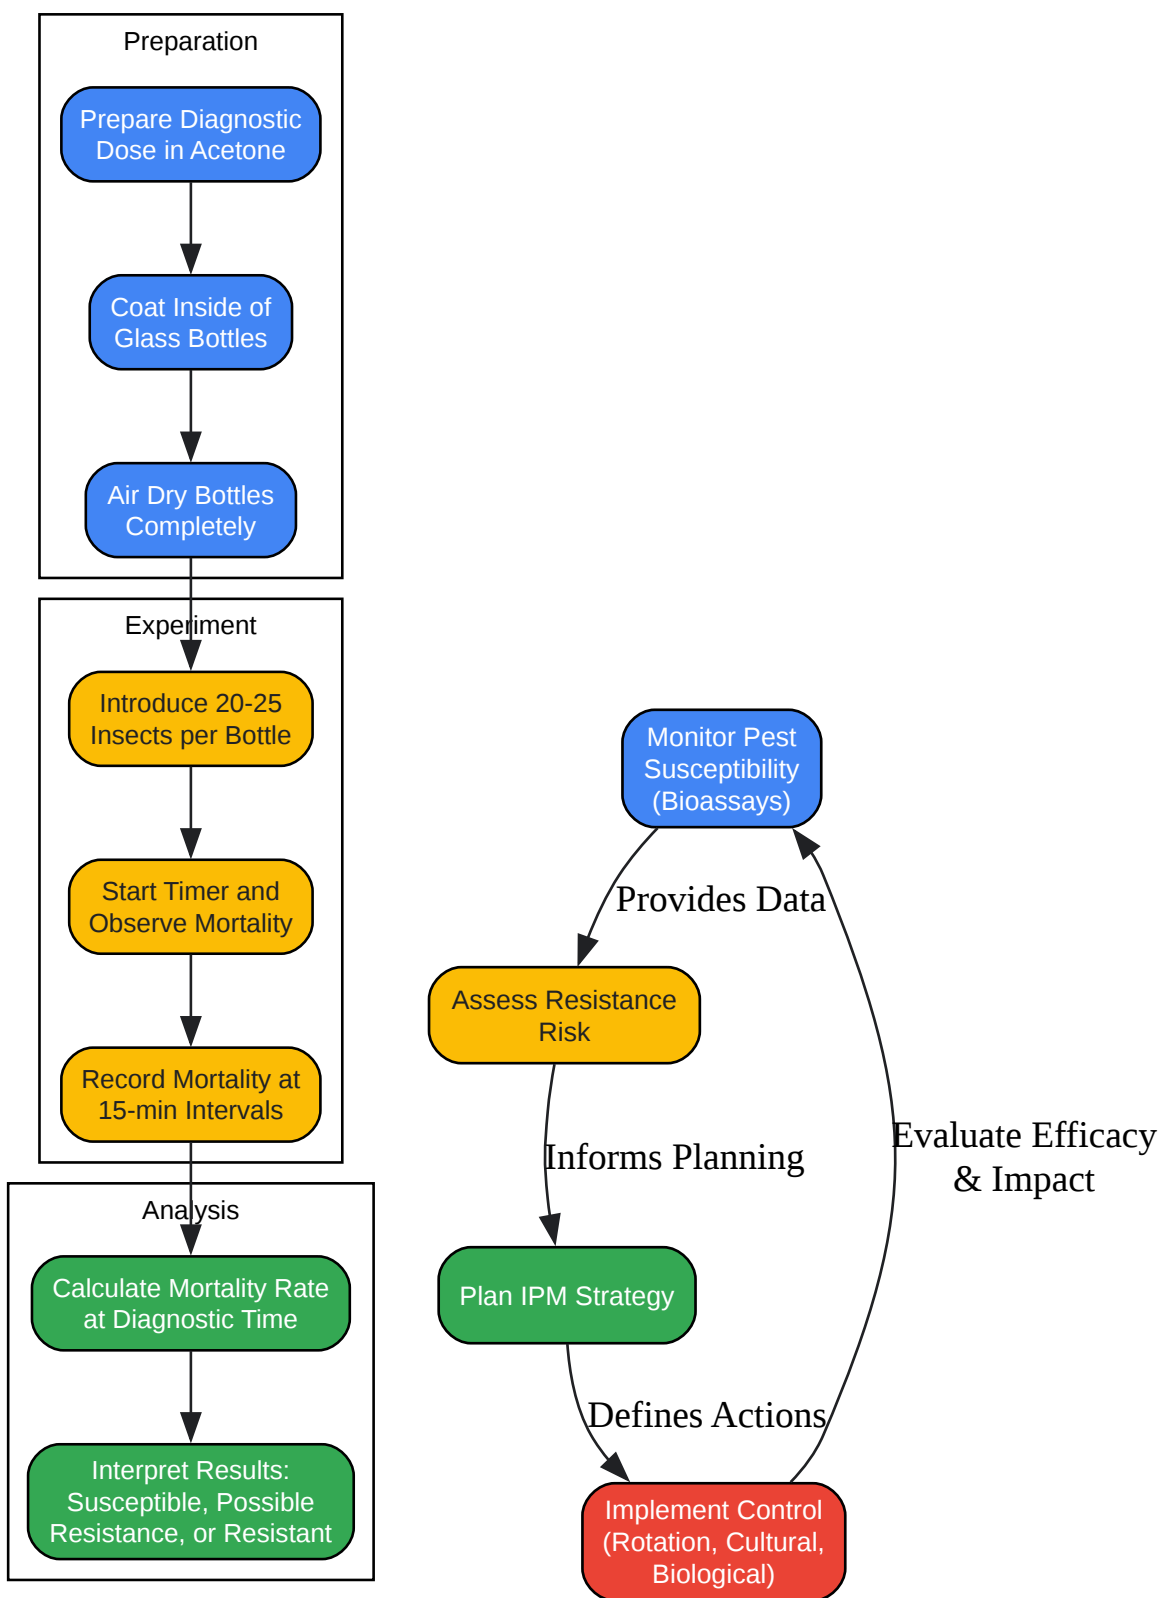 Preparation
Prepare Diagnostic
Dose in Acetone
Coat Inside of
Glass Bottles
Air Dry Bottles
Completely
Experiment
Introduce 20-25
Insects per Bottle
Start Timer and
Observe Mortality
Record Mortality at
15-min Intervals
Analysis
Calculate Mortality Rate
at Diagnostic Time
Interpret Results:
Susceptible, Possible
Resistance, or Resistant
Monitor Pest
Susceptibility
(Bioassays)
Provides Data
Assess Resistance
Risk
Informs Planning
Plan IPM Strategy
Defines Actions
Implement Control
(Rotation, Cultural,
Biological)
Evaluate Efficacy
& Impact